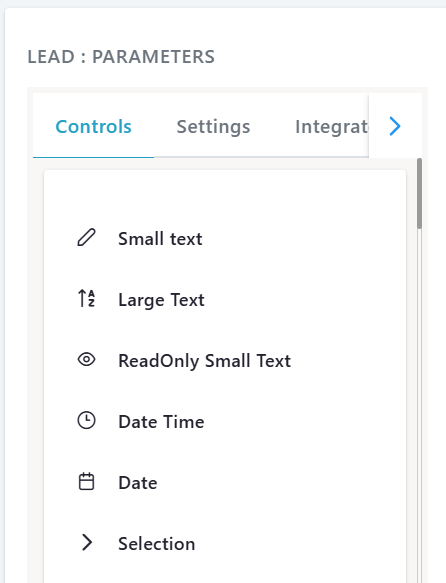 LEAD : PARAMETERS
Controls Settings Integrat
Small text
Large Text
ReadOnly Small Text
Date Time
Date
Selection